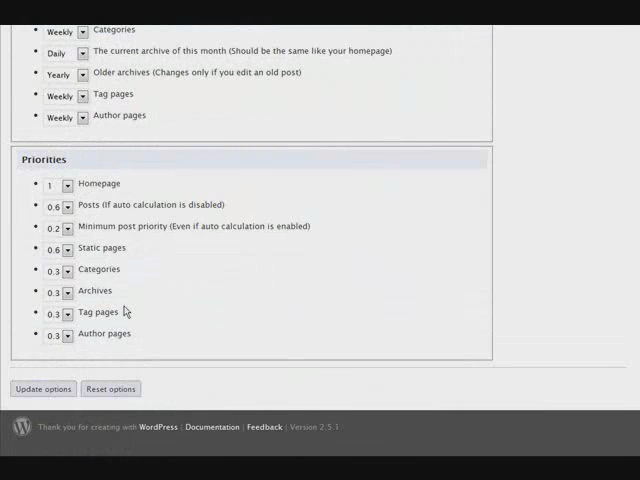 Weekly Categories
Daily The current archive of this month (Should be the same like your homepage)
Yearly Older archives (Changes only if you edit an old post)
Weekly Tag pages
Weekly Author pages
Priorities
1 Homepage
0.6 Posts (If auto calculation is disabled)
0.2 Minimum post priority (Even if auto calculation is enabled)
0.6 Static pages
0.3 Categories
0.3 Archives
0.3 Tag pages
0.3 Author pages
Update options Reset options
Thank you for creating with WordPress | Documentation | Feedback | Version 2.5.1